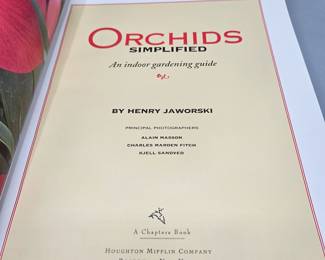 ORCHIDS
SIMPLIFIED
An indoor gardening guide
BY HENRY JAWORSKI
PRINCIPAL PHOTOGRAPHERS
ALAIN MASSON
CHARLES MARDEN FITCH
KJELL SANDVED
A Chapters Book
HOUGHTON MIFFLIN COMPANY